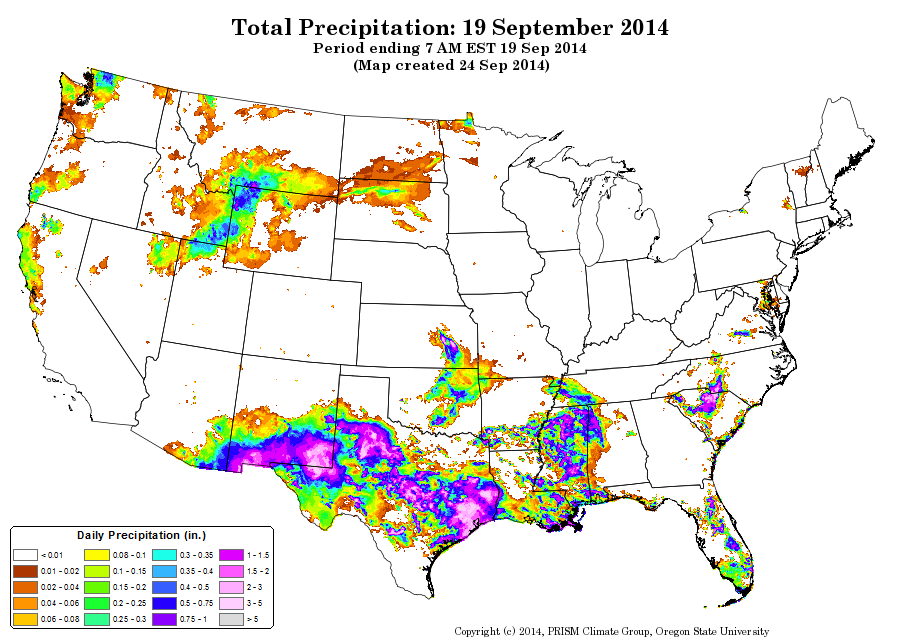 Total Precipitation: 19 September 2014
Period ending 7 AM EST 19 Sep 2014
(Map created 24 Sep 2014)
Daily Precipitation (in.)
< 0.01 0.08 - 0.1 0.3 - 0.35 1 - 1.5
0.01 - 0.02 0.1 - 0.15 0.35 - 0.4 1.5 - 2
0.02 - 0.04 0.15 - 0.2 0.4 - 0.5 2 - 3
0.04 - 0.06 0.2 - 0.25 0.5 - 0.75 3 - 5
0.06 - 0.08 0.25 - 0.3 0.75 - 1 > 5
Copyright (c) 2014, PRISM Climate Group, Oregon State University